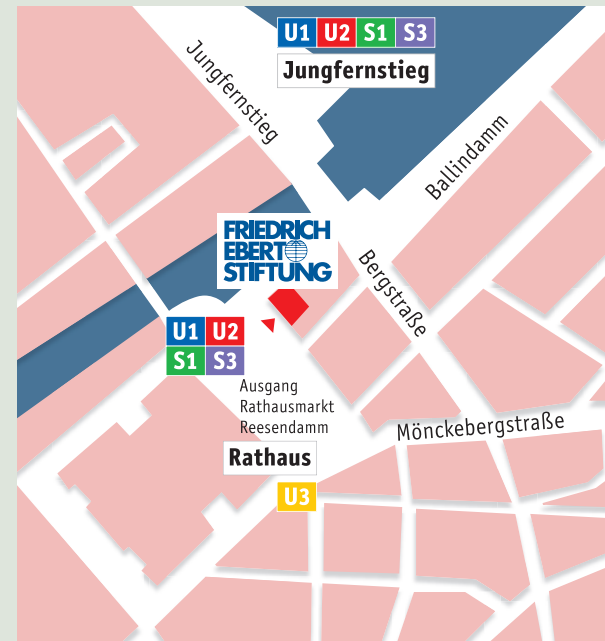 U1 U2 S1 S3
Jungfernstieg
Jungfernstieg
Ballindamm
FRIEDRICH
EBERT
STIFTUNG
Bergstraße
U1 U2
S1 S3
Ausgang
Rathausmarkt
Reesendamm
Mönckebergstraße
Rathaus
U3